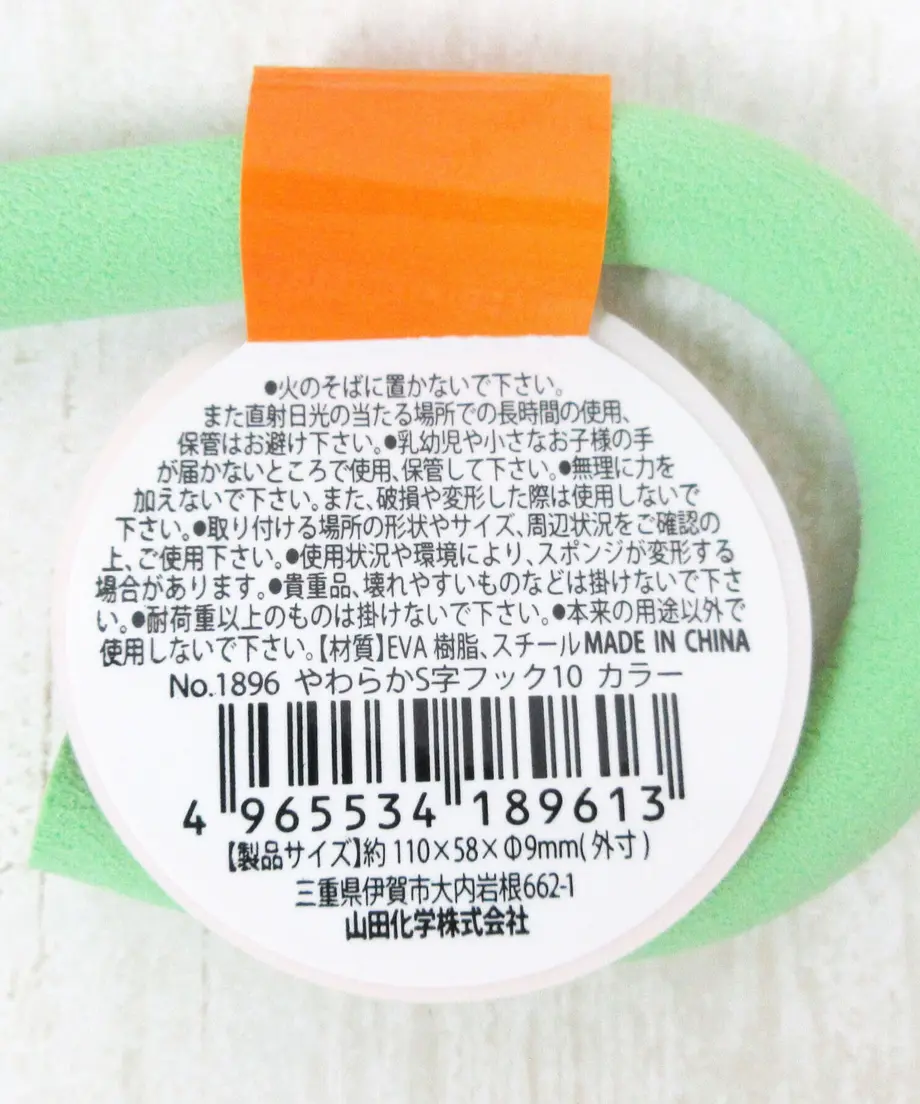 ●火のそばに置かないで下さい。
また直射日光の当たる場所での長時間の使用、
保管はお避け下さい。●乳幼児や小さなお子様の手
が届かないところで使用、保管して下さい。●無理に力を
加えないで下さい。また、破損や変形した際は使用しないで
下さい。●取り付ける場所の形状やサイズ、周辺状況をご確認の
上、ご使用下さい。●使用状況や環境により、スポンジが変形する
場合があります。●貴重品、壊れやすいものなどは掛けないで下さ
い。●耐荷重以上のものは掛けないで下さい。●本来の用途以外で
使用しないで下さい。【材質】EVA 樹脂、スチール MADE IN CHINA
No.1896 やわらかS字フック10 カラー
4 965534 189613
【製品サイズ】約 110×58×Φ9mm(外寸)
三重県伊賀市大内岩根662-1
山田化学株式会社